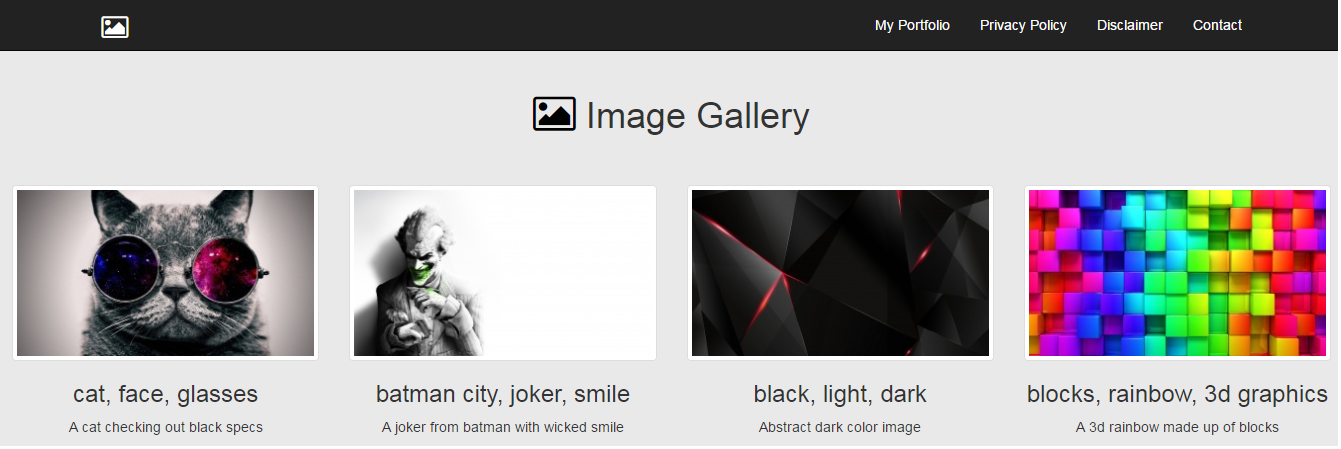 My Portfolio Privacy Policy Disclaimer Contact
Image Gallery
cat, face, glasses
A cat checking out black specs
batman city, joker, smile
A joker from batman with wicked smile
black, light, dark
Abstract dark color image
blocks, rainbow, 3d graphics
A 3d rainbow made up of blocks